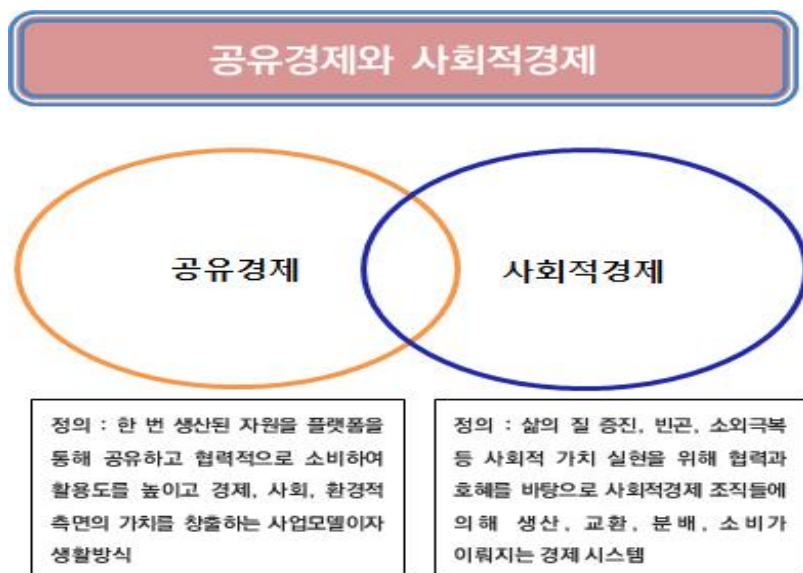 공유경제와 사회적경제
공유경제
사회적경제
정의 : 한 번 생산된 자원을 플랫폼을
통해 공유하고 협력적으로 소비하여
활용도를 높이고 경제, 사회, 환경적
측면의 가치를 창출하는 사업모델이자
생활방식
정의 : 삶의 질 증진, 빈곤, 소외극복
등 사회적 가치 실현을 위해 협력과
호혜를 바탕으로 사회적경제 조직들에
의해 생산, 교환, 분배, 소비가
이뤄지는 경제 시스템